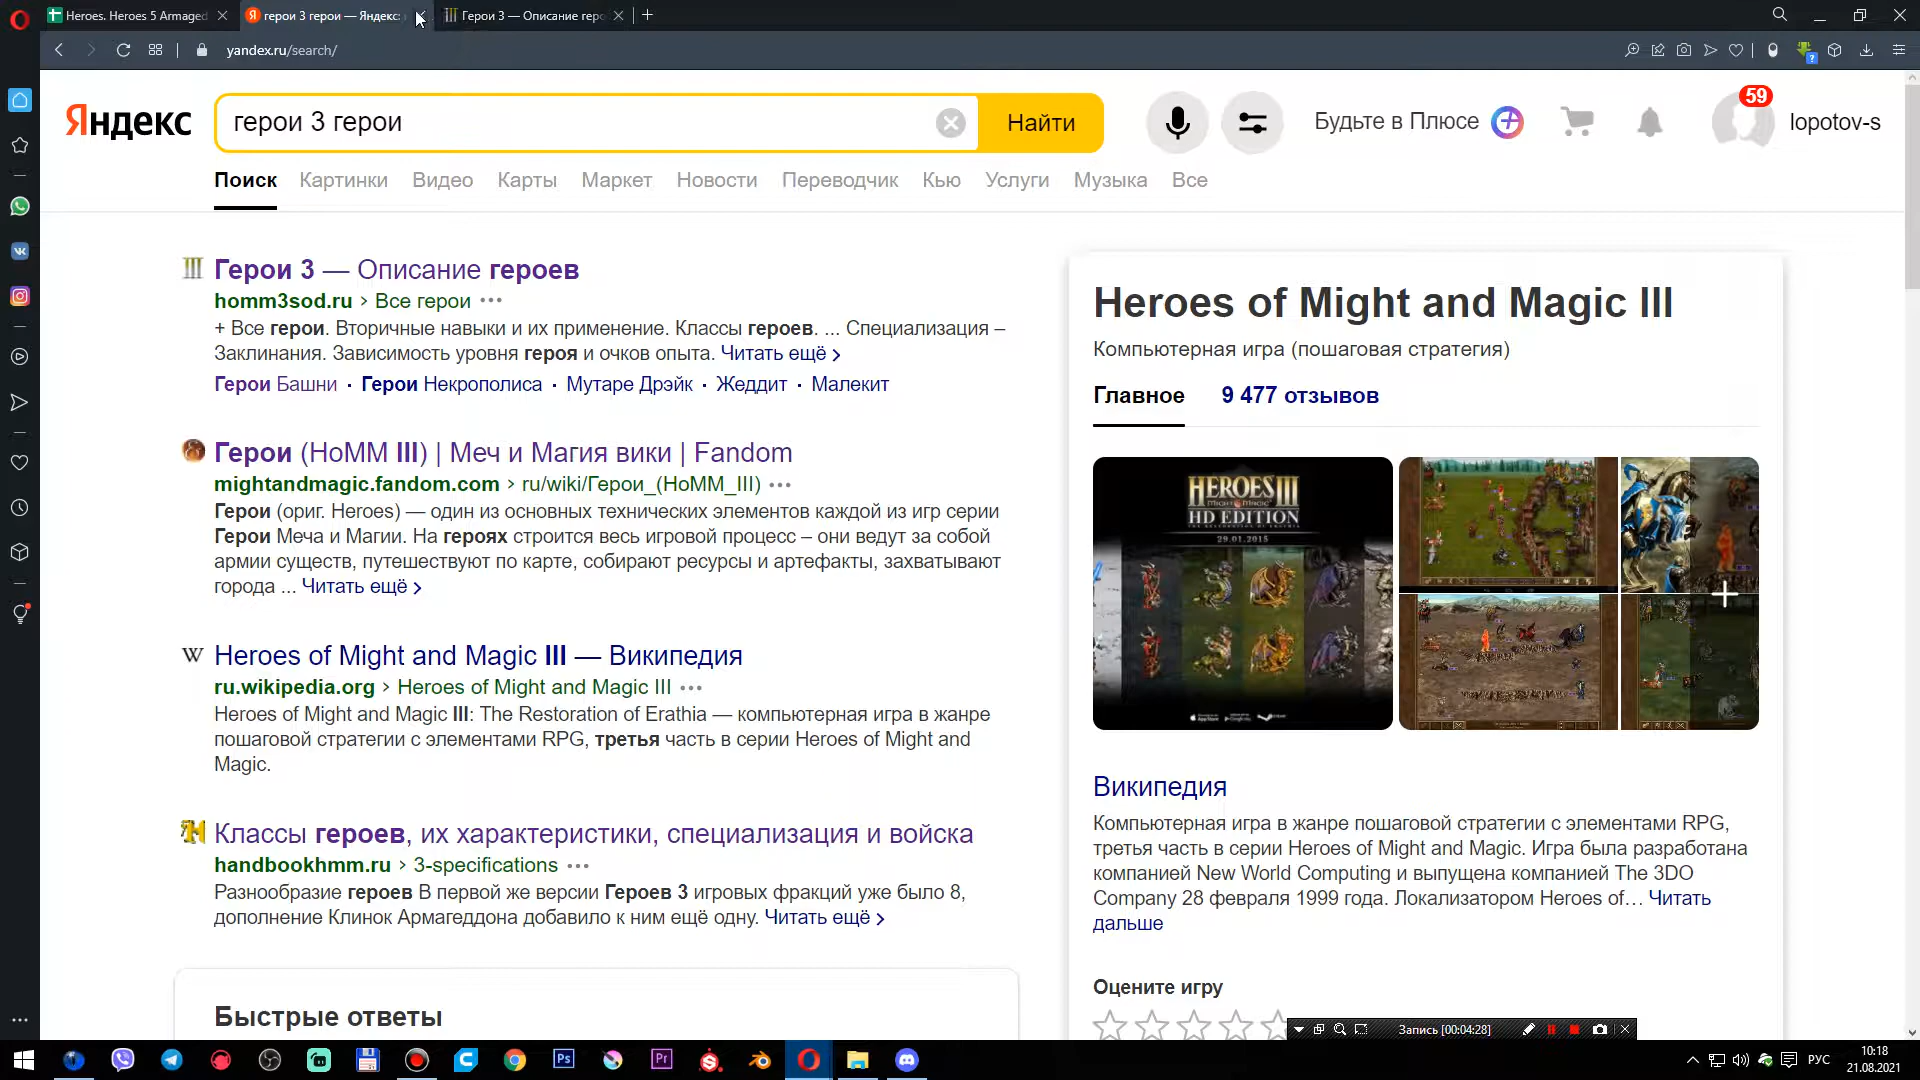 Heroes. Heroes 5 Armaged
герои 3 герои — Яндекс:
Герои 3 — Описание геро
yandex.ru/search/
Яндекс
герои 3 герои
Найти
Будьте в Плюсе
59
lopotov-s
Поиск
Картинки
Видео
Карты
Маркет
Новости
Переводчик
Кью
Услуги
Музыка
Все
Герои 3 — Описание героев
homm3sod.ru › Все герои
+ Все герои. Вторичные навыки и их применение. Классы героев. ... Специализация –
Заклинания. Зависимость уровня героя и очков опыта. Читать ещё ›
Герои Башни · Герои Некрополиса · Мутаре Дрэйк · Жеддит · Малекит
Герои (HoMM III) | Меч и Магия вики | Fandom
mightandmagic.fandom.com › ru/wiki/Герои_(HoMM_III)
Герои (ориг. Heroes) — один из основных технических элементов каждой из игр серии
Герои Меча и Магии. На героях строится весь игровой процесс – они ведут за собой
армии существ, путешествуют по карте, собирают ресурсы и артефакты, захватывают
города ... Читать ещё ›
W
Heroes of Might and Magic III — Википедия
ru.wikipedia.org › Heroes of Might and Magic III
Heroes of Might and Magic III: The Restoration of Erathia — компьютерная игра в жанре
пошаговой стратегии с элементами RPG, третья часть в серии Heroes of Might and
Magic.
Классы героев, их характеристики, специализация и войска
handbookhmm.ru › 3-specifications
Разнообразие героев В первой же версии Героев 3 игровых фракций уже было 8,
дополнение Клинок Армагеддона добавило к ним ещё одну. Читать ещё ›
Быстрые ответы
Heroes of Might and Magic III
Компьютерная игра (пошаговая стратегия)
Главное
9 477 отзывов
HEROES III
MIGHT MAGIC
HD EDITION
29.01.2015
Википедия
Компьютерная игра в жанре пошаговой стратегии с элементами RPG,
третья часть в серии Heroes of Might and Magic. Игра была разработана
компанией New World Computing и выпущена компанией The 3DO
Company 28 февраля 1999 года. Локализатором Heroes of… Читать
дальше
Оцените игру
Запись [00:04:28]
Ps
Pr
РУС
10:18
21.08.2021